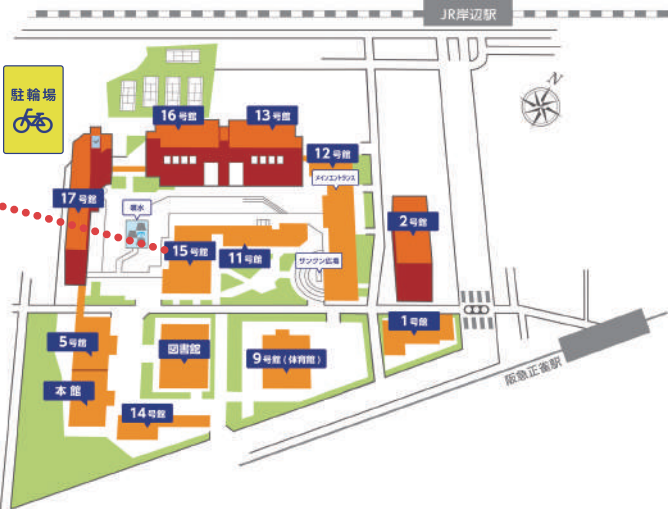 JR岸辺駅
駐輪場
N
16号館
13号館
12号館
メインエントランス
17号館
噴水
2号館
15号館
11号館
サンクン広場
1号館
5号館
図書館
9号館(体育館)
本館
14号館
阪急正雀駅